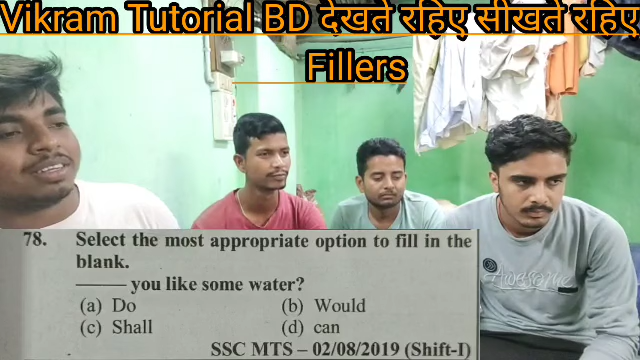 Vikram Tutorial BD देखते रहिए सीखते रहिए
Fillers
Awesome
78. Select the most appropriate option to fill in the
blank.
——— you like some water?
(a) Do (b) Would
(c) Shall (d) can
SSC MTS – 02/08/2019 (Shift-I)